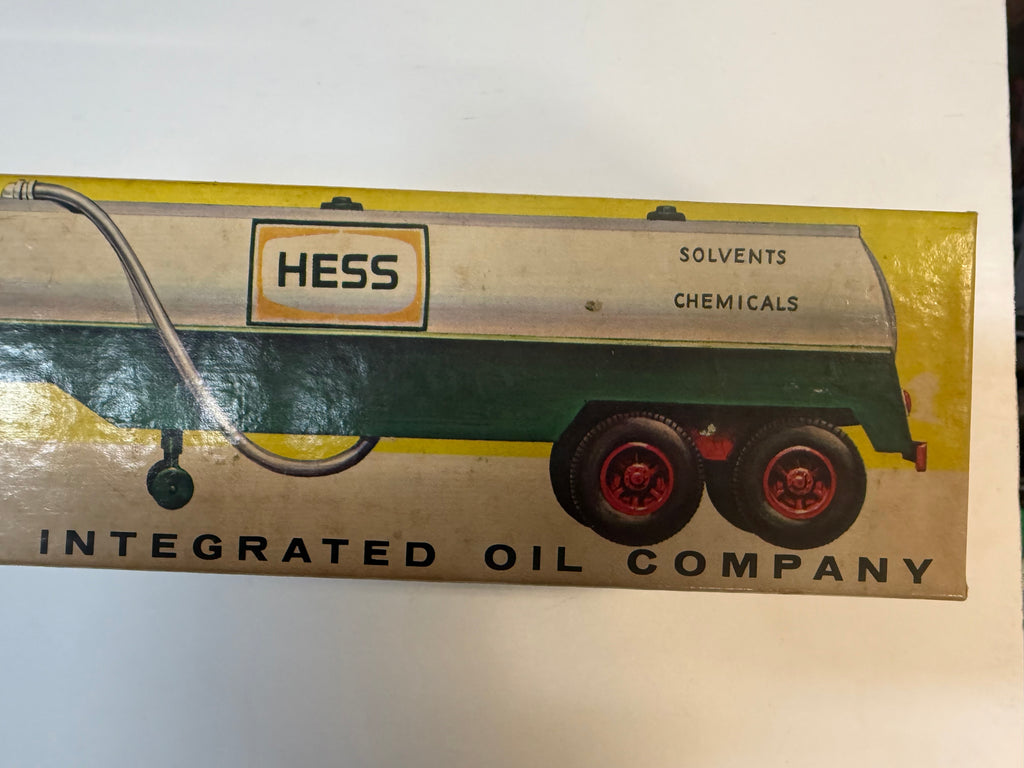 HESS
SOLVENTS
CHEMICALS
INTEGRATED OIL COMPANY